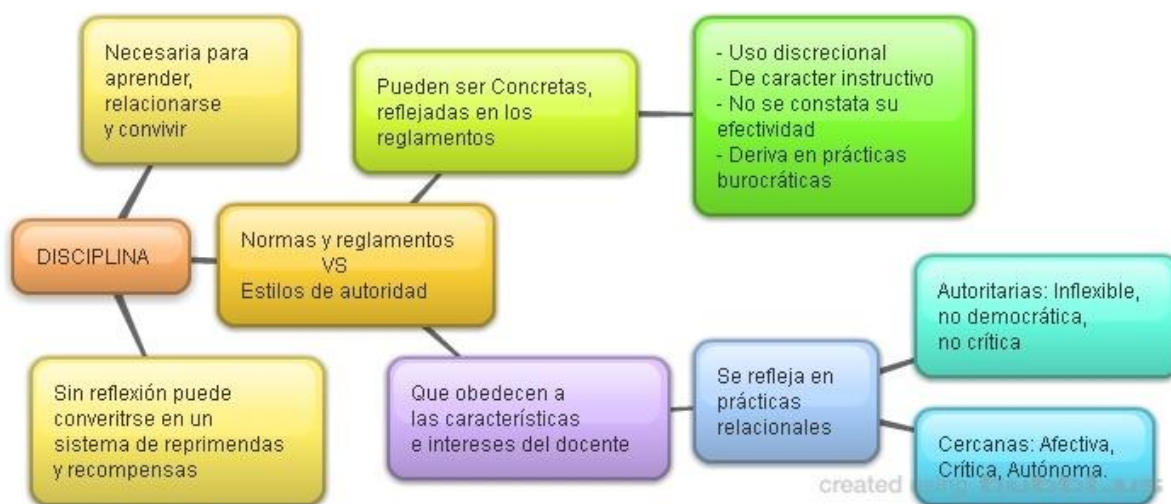 Necesaria para
aprender,
relacionarse
y convivir
Pueden ser Concretas,
reflejadas en los
reglamentos
- Uso discrecional
- De caracter instructivo
- No se constata su
efectividad
- Deriva en prácticas
burocráticas
DISCIPLINA
Normas y reglamentos
VS
Estilos de autoridad
Autoritarias: Inflexible,
no democrática,
no crítica
Sin reflexión puede
converitrse en un
sistema de reprimendas
y recompensas
Que obedecen a
las características
e intereses del docente
Se refleja en
prácticas
relacionales
Cercanas: Afectiva,
Crítica, Autónoma.
created using